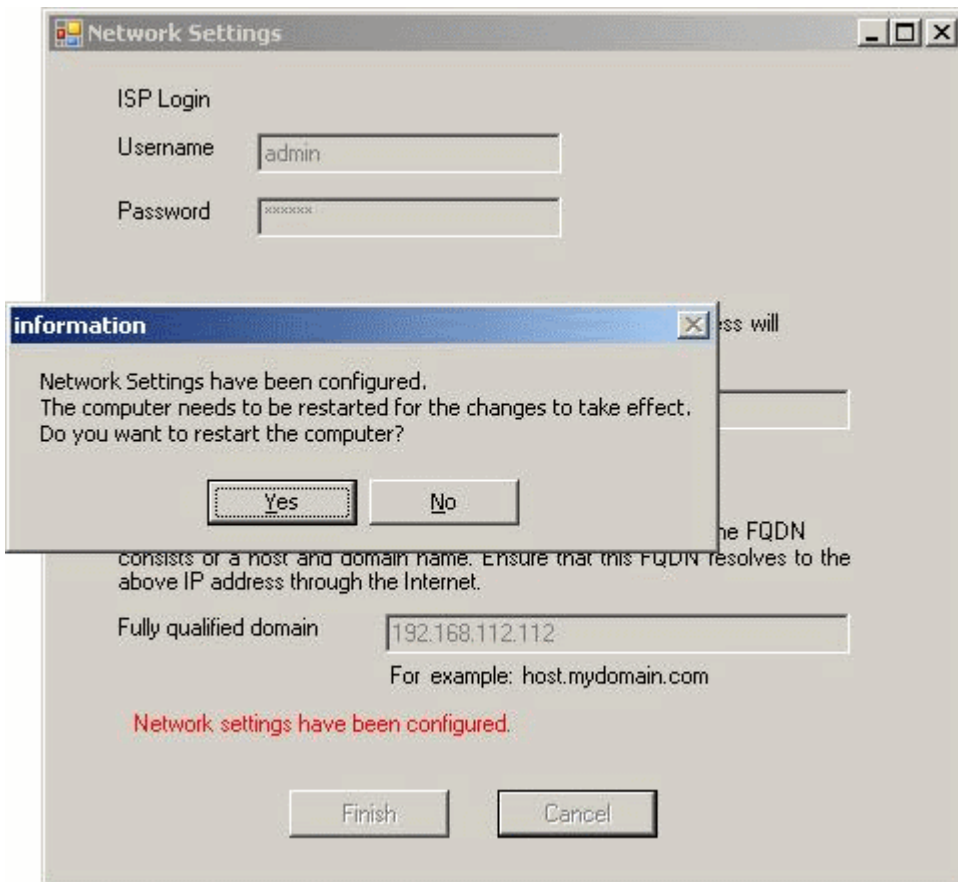 Network Settings
ISP Login
Username
admin
Password
xxxxxx
ess will
information
Network Settings have been configured.
The computer needs to be restarted for the changes to take effect.
Do you want to restart the computer?
Yes
No
he FQDN
consists of a host and domain name. Ensure that this FQDN resolves to the
above IP address through the Internet.
Fully qualified domain
192.168.112.112
For example: host.mydomain.com
Network settings have been configured.
Finish
Cancel